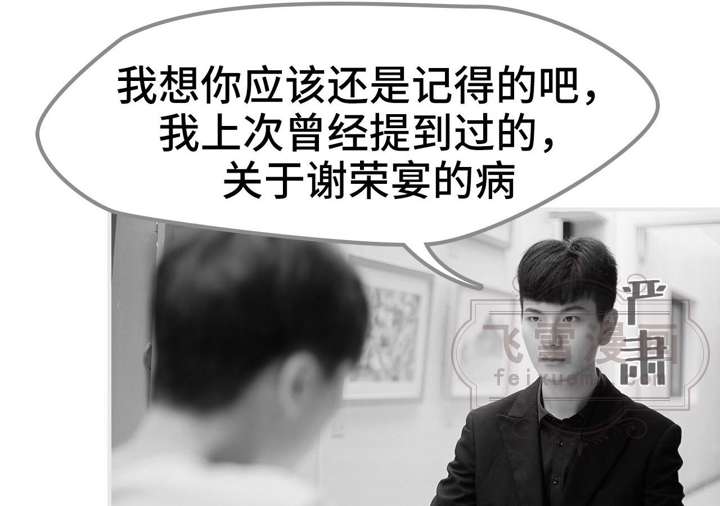 我想你应该还是记得的吧，
我上次曾经提到过的，
关于谢荣宴的病
严肃
飞雪漫画